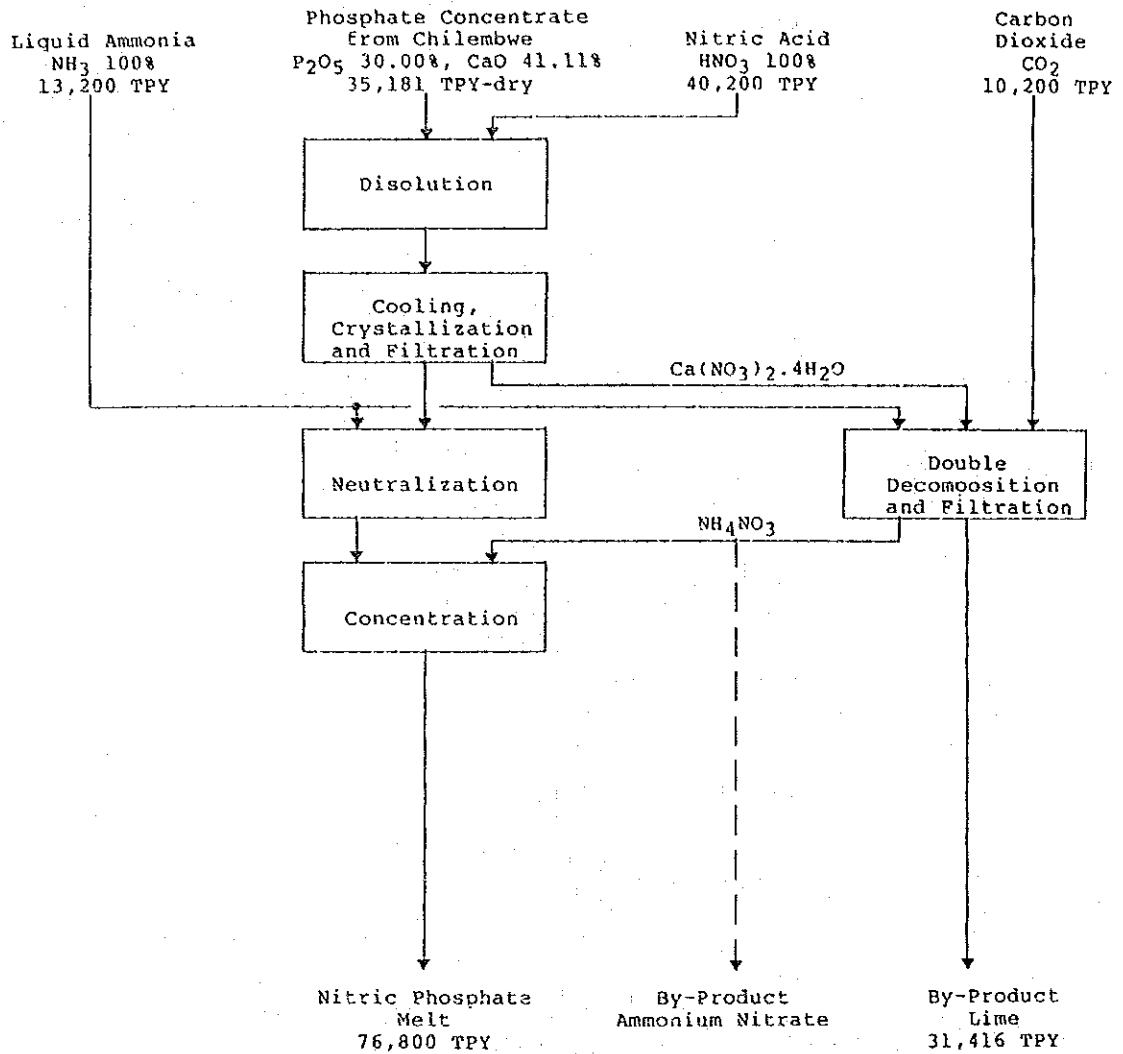 Liquid Ammonia
NH3 100%
13,200 TPY
Phosphate Concentrate
from Chilembwe
P2O5 30.00%, CaO 41.11%
35,181 TPY-dry
Nitric Acid
HNO3 100%
40,200 TPY
Carbon
Dioxide
CO2
10,200 TPY
Disolution
Cooling,
Crystallization
and Filtration
Ca(NO3)2.4H2O
Neutralization
Double
Decomoosition
and Filtration
NH4NO3
Concentration
Nitric Phosphate
Melt
76,800 TPY
By-Product
Ammonium Nitrate
By-Product
Lime
31,416 TPY